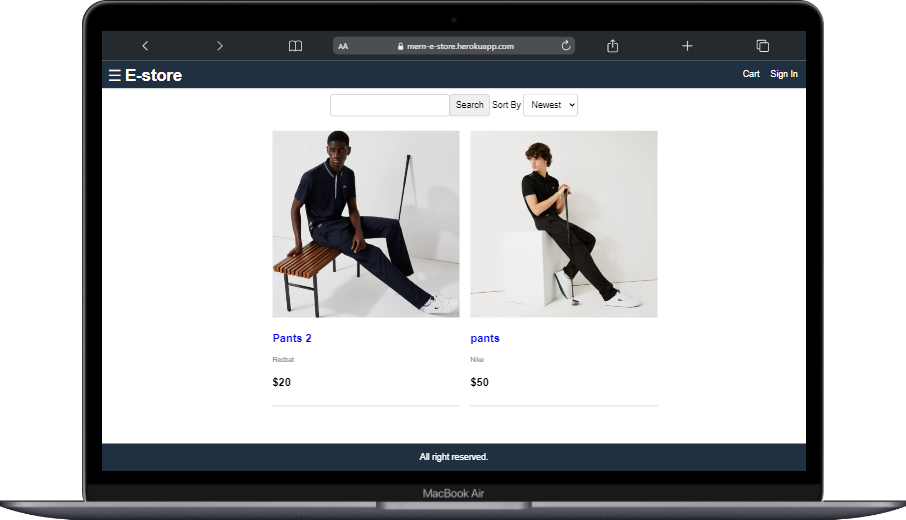 AA mern-e-store.herokuapp.com
☰ E-store Cart Sign In
Search Sort By Newest
Pants 2
Redbat
$20
pants
Nike
$50
All right reserved.
MacBook Air